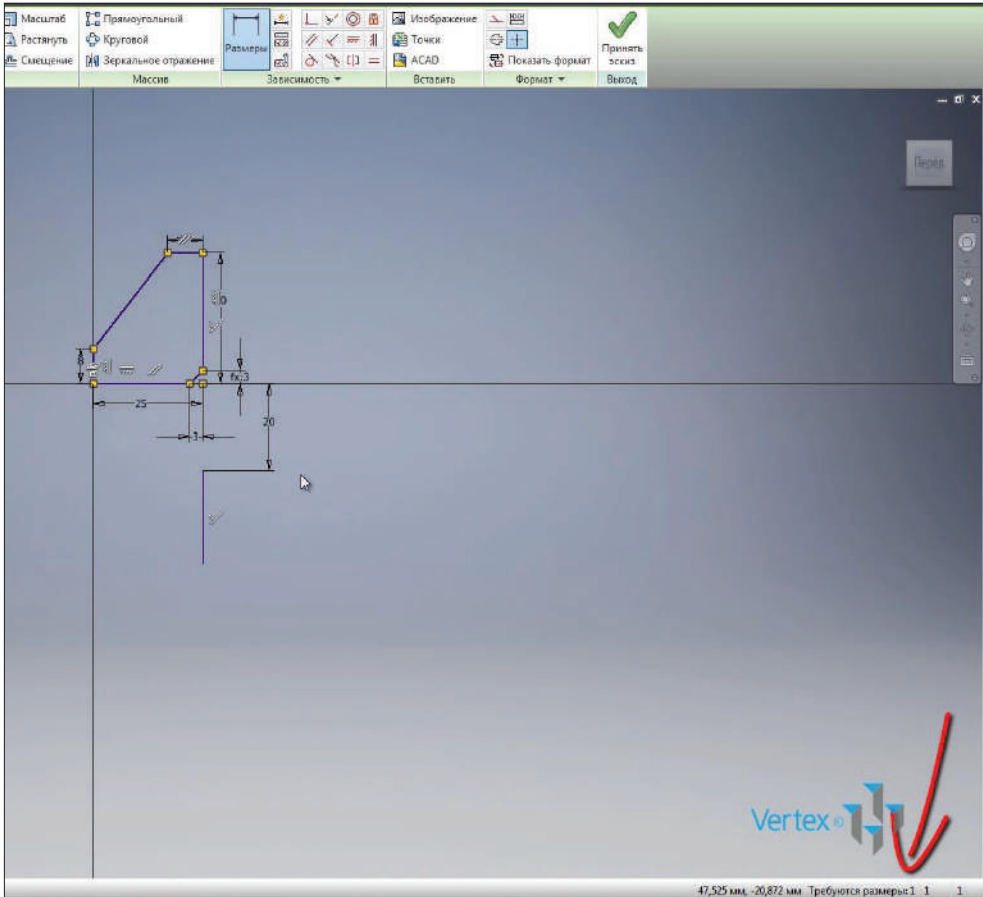 Масштаб Прямоугольный Изображение
Растянуть Круговой Размеры Точки Принять эскиз
Смещение Зеркальное отражение ACAD Показать формат
Массив Зависимость Вставить Формат Выход
Перед
8
fx:3
25
20
3
Vertex®
47,525 мм, -20,872 мм Требуются размеры:1 1 1